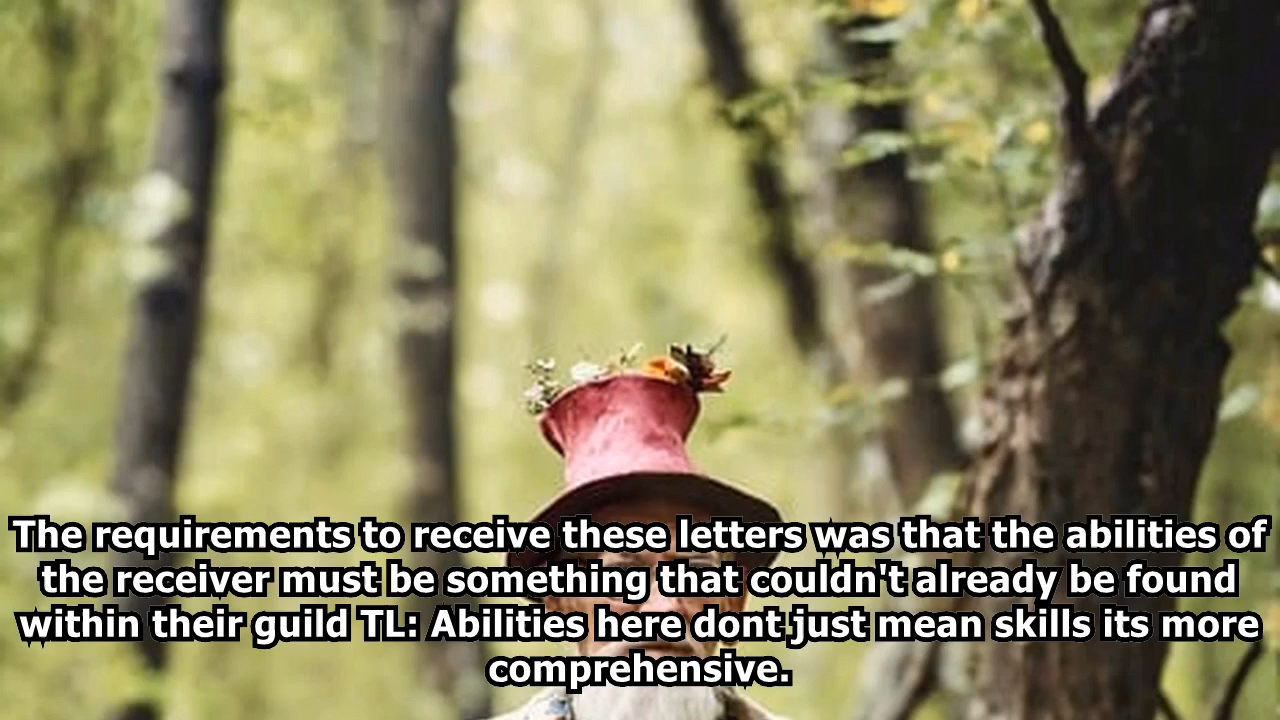 The requirements to receive these letters was that the abilities of
the receiver must be something that couldn't already be found
within their guild TL: Abilities here dont just mean skills its more
comprehensive.